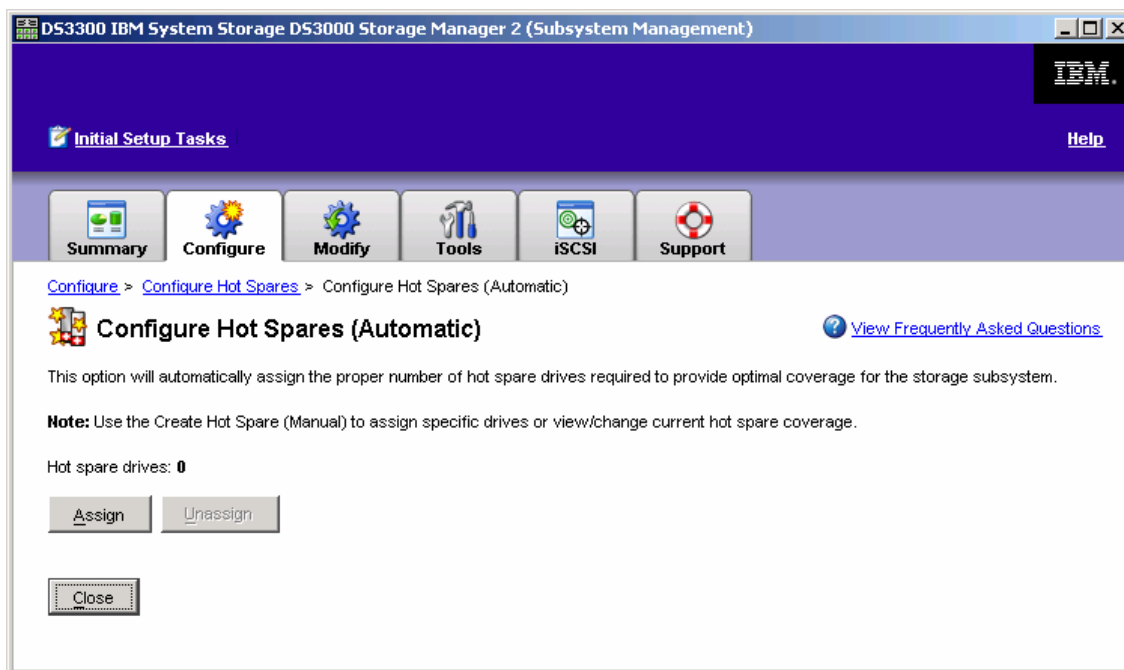 DS3300 IBM System Storage DS3000 Storage Manager 2 (Subsystem Management)
IBM.
Initial Setup Tasks
Help
Summary
Configure
Modify
Tools
iSCSI
Support
Configure > Configure Hot Spares > Configure Hot Spares (Automatic)
Configure Hot Spares (Automatic)
View Frequently Asked Questions
This option will automatically assign the proper number of hot spare drives required to provide optimal coverage for the storage subsystem.
Note: Use the Create Hot Spare (Manual) to assign specific drives or view/change current hot spare coverage.
Hot spare drives: 0
Assign
Unassign
Close